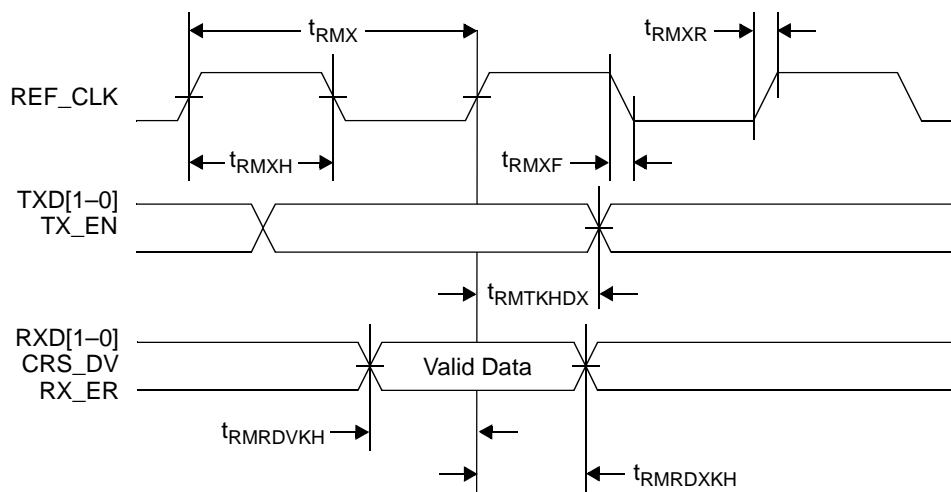 tRMX
tRMXR
REF_CLK
tRMXH
tRMXF
TXD[1–0]
TX_EN
tRMTKHDX
RXD[1–0]
CRS_DV
RX_ER
Valid Data
tRMRDVKH
tRMRDXKH